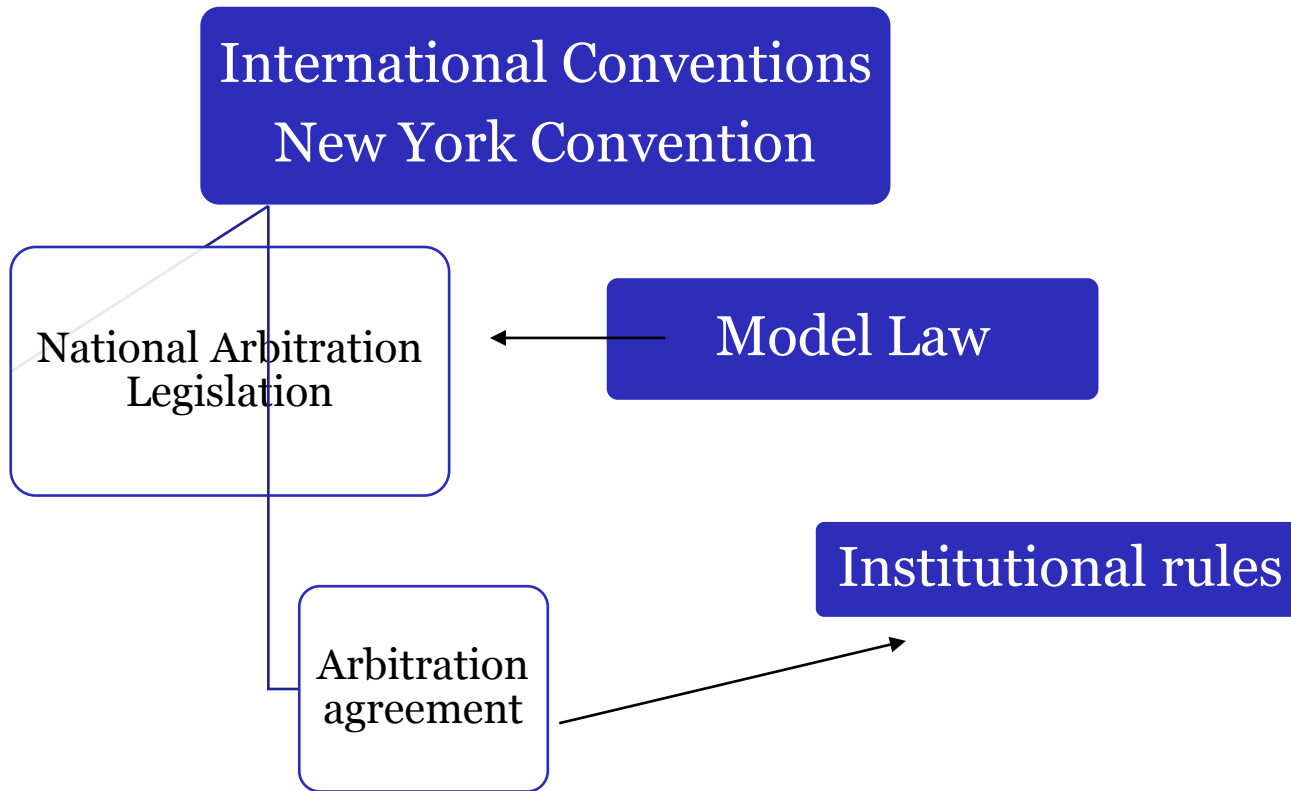 International Conventions
New York Convention
National Arbitration
Legislation
Model Law
Institutional rules
Arbitration
agreement